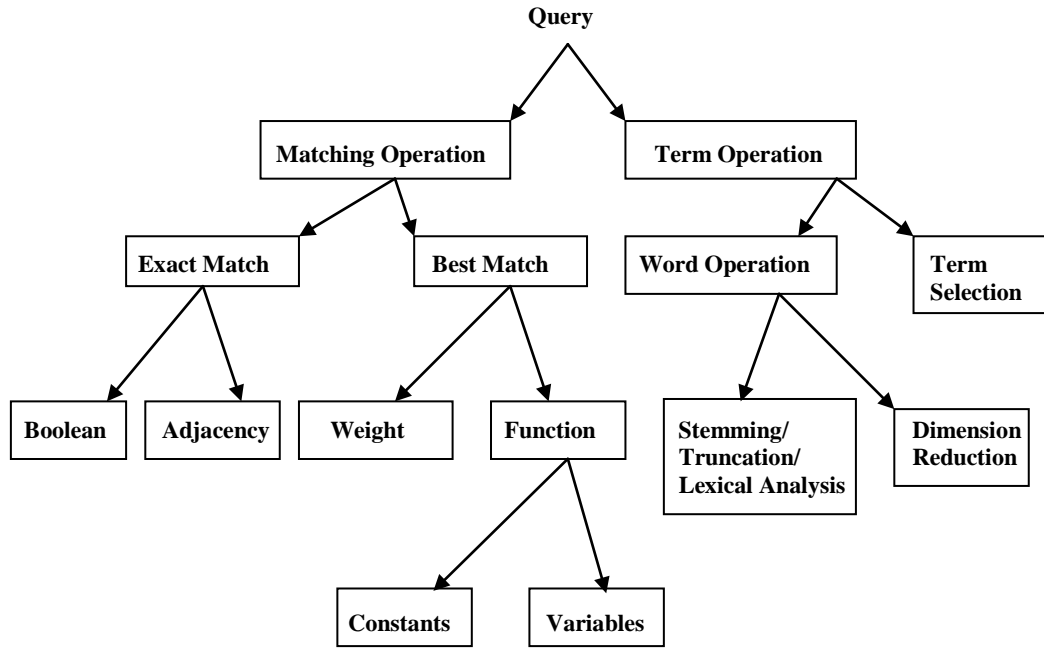 Query
Matching Operation
Term Operation
Exact Match
Best Match
Word Operation
Term
Selection
Boolean
Adjacency
Weight
Function
Stemming/
Truncation/
Lexical Analysis
Dimension
Reduction
Constants
Variables